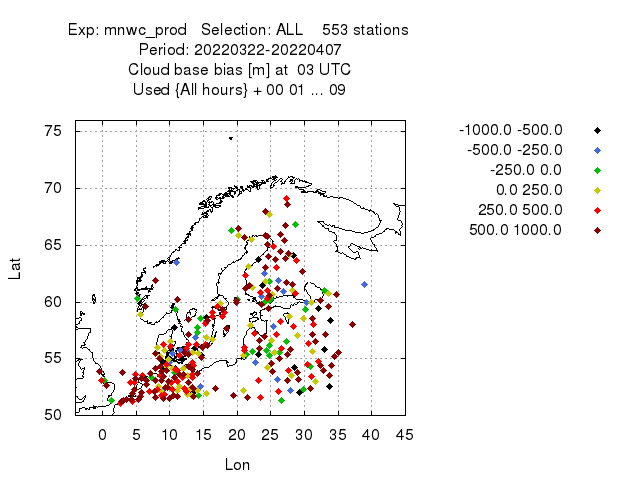 Exp: mnwc_prod   Selection: ALL    553 stations
Period: 20220322-20220407
Cloud base bias [m] at  03 UTC
Used {All hours} + 00 01 ... 09
-1000.0 -500.0
-500.0 -250.0
-250.0 0.0
0.0 250.0
250.0 500.0
500.0 1000.0
75
70
65
60
55
50
Lat
0 5 10 15 20 25 30 35 40 45
Lon